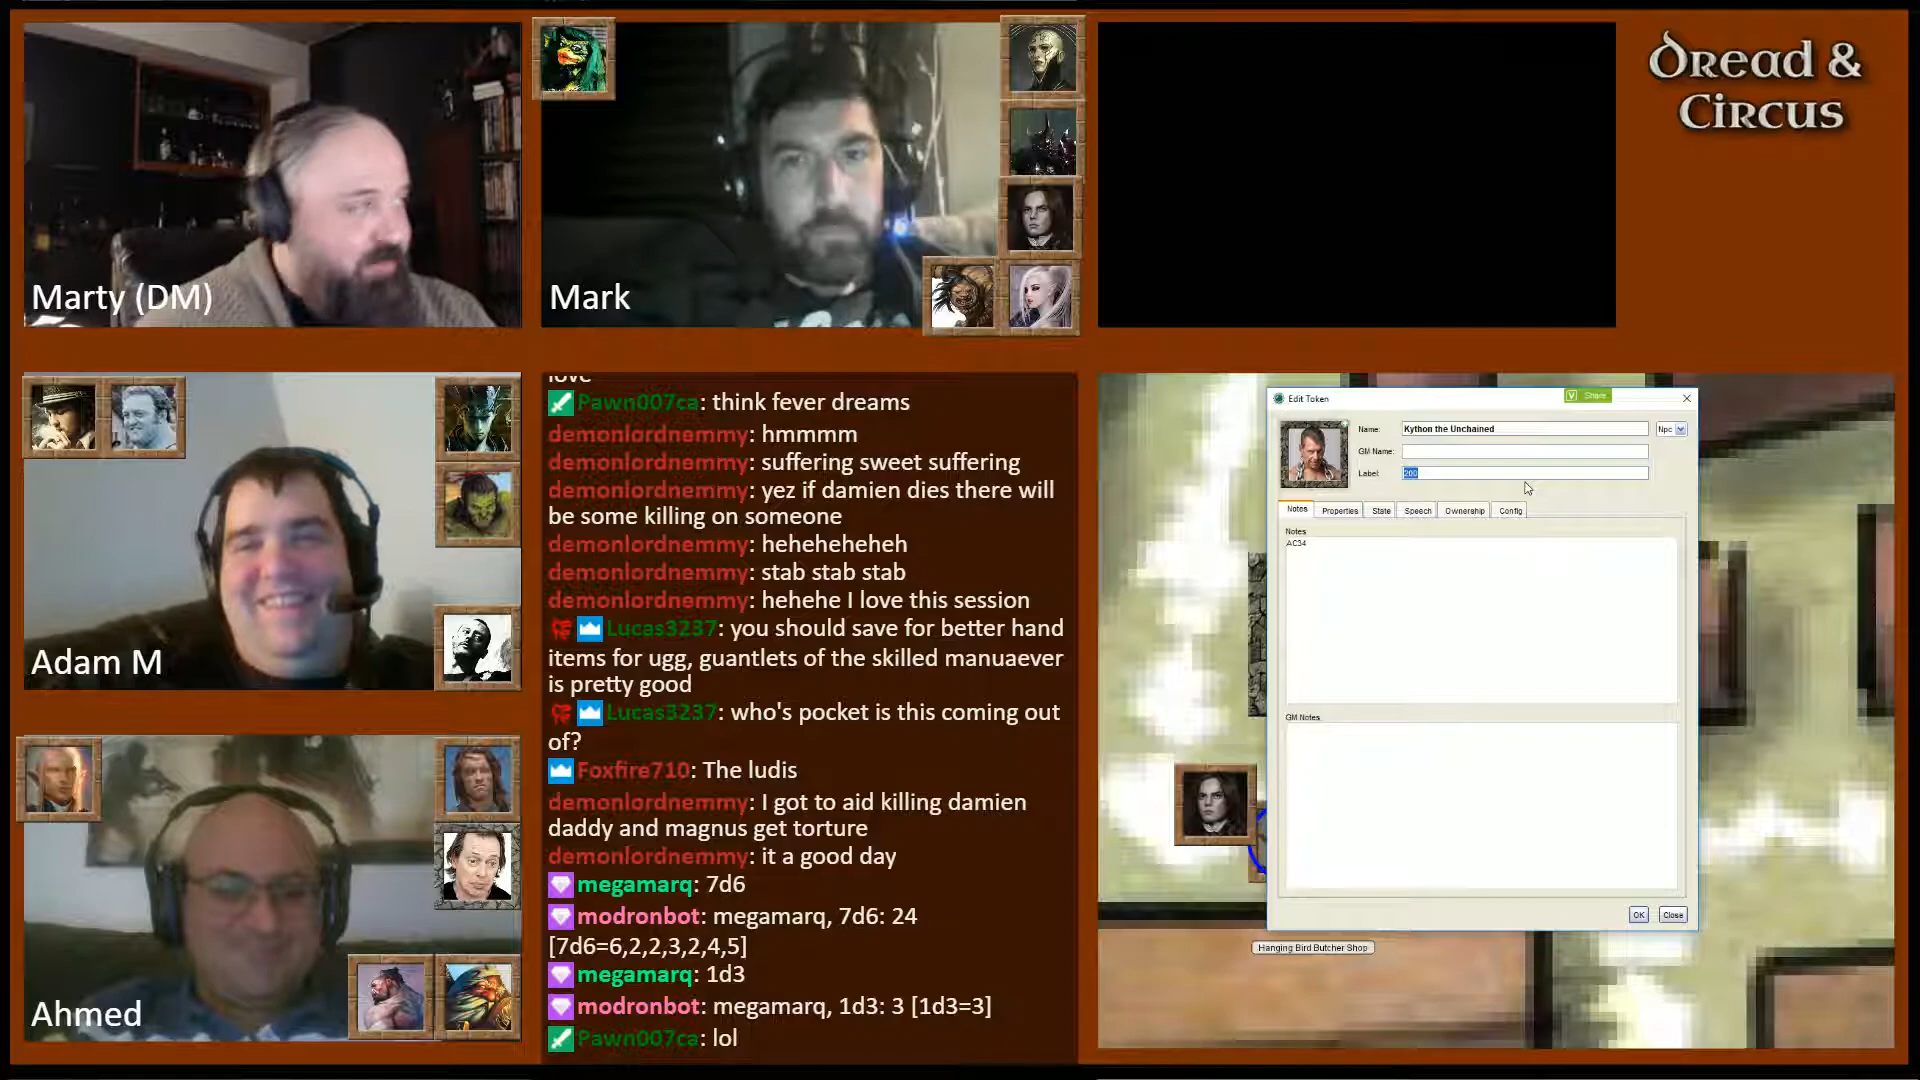 Dread &
Circus
Marty (DM)
Mark
love
Pawn007ca: think fever dreams
demonlordnemmy: hmmmm
demonlordnemmy: suffering sweet suffering
demonlordnemmy: yez if damien dies there will
be some killing on someone
demonlordnemmy: heheheheheh
demonlordnemmy: stab stab stab
demonlordnemmy: hehehe I love this session
Lucas3237: you should save for better hand
items for ugg, guantlets of the skilled manuaever
is pretty good
Lucas3237: who's pocket is this coming out
of?
Foxfire710: The ludis
demonlordnemmy: I got to aid killing damien
daddy and magnus get torture
demonlordnemmy: it a good day
megamarq: 7d6
modronbot: megamarq, 7d6: 24
[7d6=6,2,2,3,2,4,5]
megamarq: 1d3
modronbot: megamarq, 1d3: 3 [1d3=3]
Pawn007ca: lol
Adam M
Ahmed
Edit Token
V Share
Name: Kython the Unchained Npc
GM Name:
Label: 200
Notes Properties State Speech Ownership Config
Notes
AC34
GM Notes
OK Close
Hanging Bird Butcher Shop